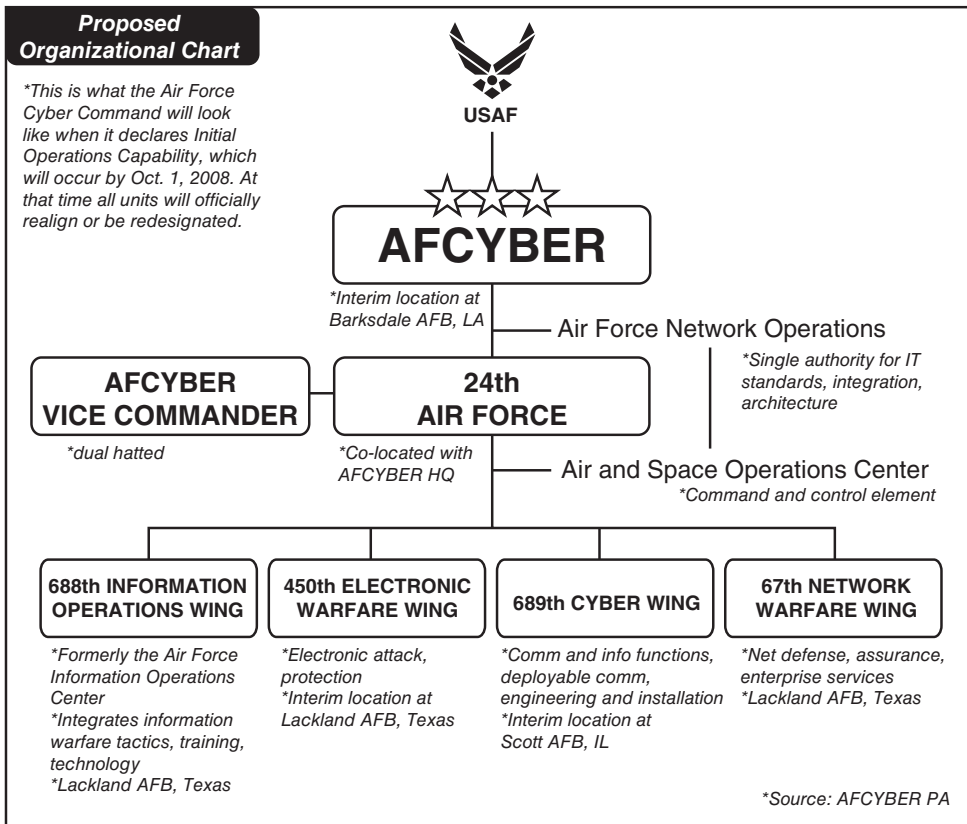 Proposed
Organizational Chart
*This is what the Air Force
Cyber Command will look
like when it declares Initial
Operations Capability, which
will occur by Oct. 1, 2008. At
that time all units will officially
realign or be redesignated.
USAF
AFCYBER
*Interim location at
Barksdale AFB, LA
Air Force Network Operations
*Single authority for IT
standards, integration,
architecture
AFCYBER
VICE COMMANDER
*dual hatted
24th
AIR FORCE
*Co-located with
AFCYBER HQ
Air and Space Operations Center
*Command and control element
688th INFORMATION
OPERATIONS WING
*Formerly the Air Force
Information Operations
Center
*Integrates information
warfare tactics, training,
technology
*Lackland AFB, Texas
450th ELECTRONIC
WARFARE WING
*Electronic attack,
protection
*Interim location at
Lackland AFB, Texas
689th CYBER WING
*Comm and info functions,
deployable comm,
engineering and installation
*Interim location at
Scott AFB, IL
67th NETWORK
WARFARE WING
*Net defense, assurance,
enterprise services
*Lackland AFB, Texas
*Source: AFCYBER PA